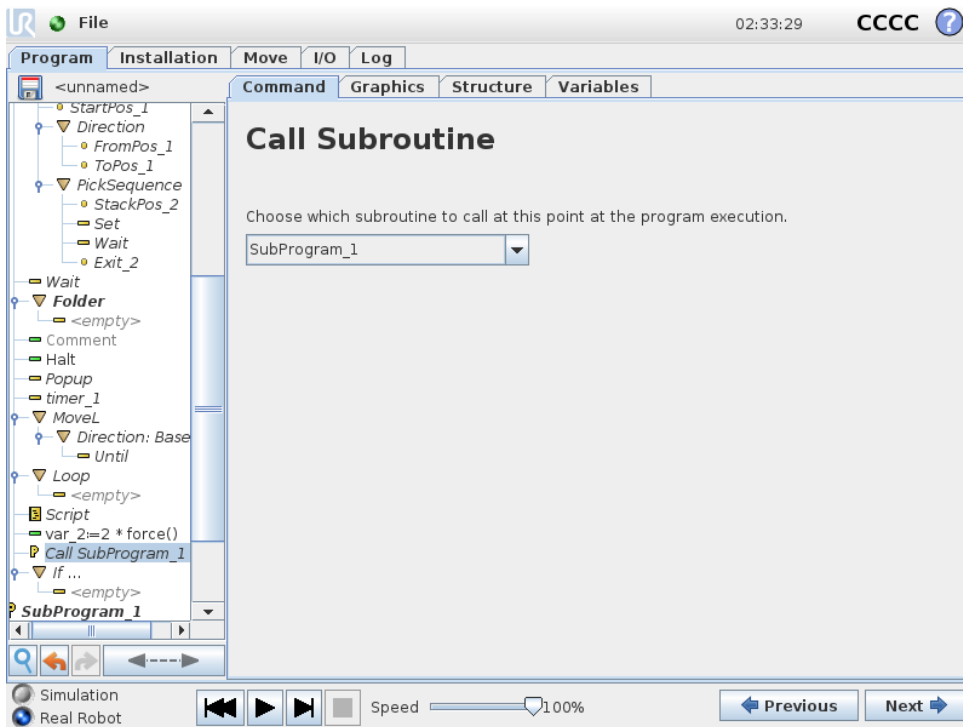 UR File 02:33:29 CCCC ?
Program Installation Move I/O Log
<unnamed>
Command Graphics Structure Variables
StartPos_1
Direction
FromPos_1
ToPos_1
PickSequence
StackPos_2
Set
Wait
Exit_2
Wait
Folder
<empty>
Comment
Halt
Popup
timer_1
MoveL
Direction: Base
Until
Loop
<empty>
Script
var_2:=2 * force()
Call SubProgram_1
If ...
<empty>
SubProgram_1
Call Subroutine
Choose which subroutine to call at this point at the program execution.
SubProgram_1
Simulation
Real Robot
Speed 100%
Previous Next